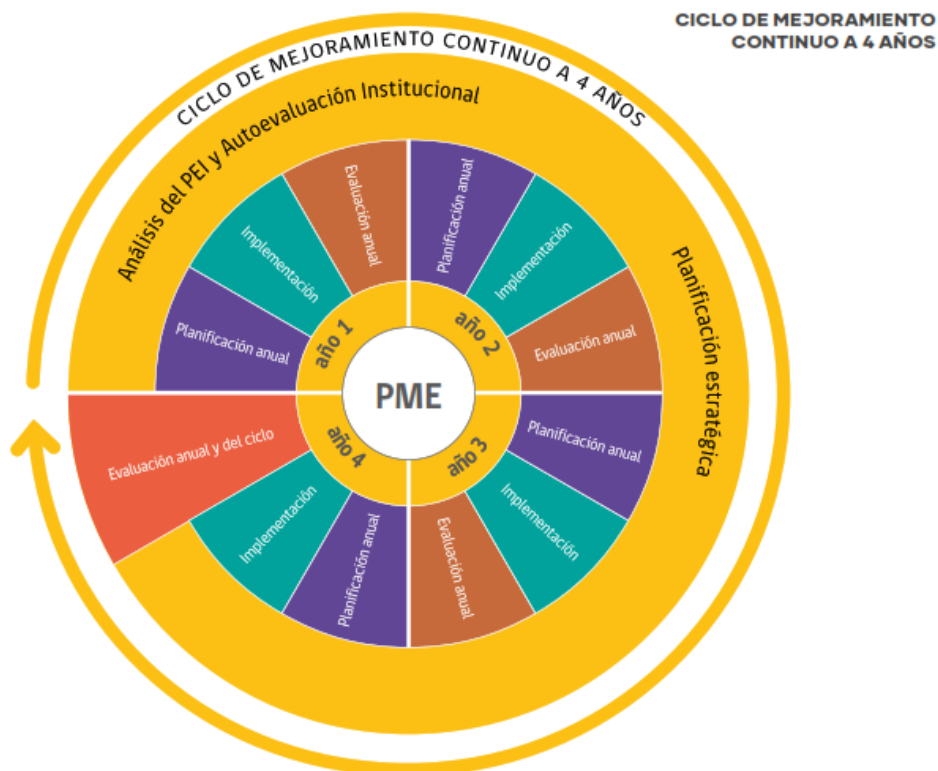 CICLO DE MEJORAMIENTO
CONTINUO A 4 AÑOS
CICLO DE MEJORAMIENTO CONTINUO A 4 AÑOS
Análisis del PEI y Autoevaluación Institucional
Planificación estratégica
PME
año 1
Planificación anual
Implementación
Evaluación anual
año 2
Planificación anual
Implementación
Evaluación anual
año 3
Planificación anual
Implementación
Evaluación anual
año 4
Planificación anual
Implementación
Evaluación anual y del ciclo